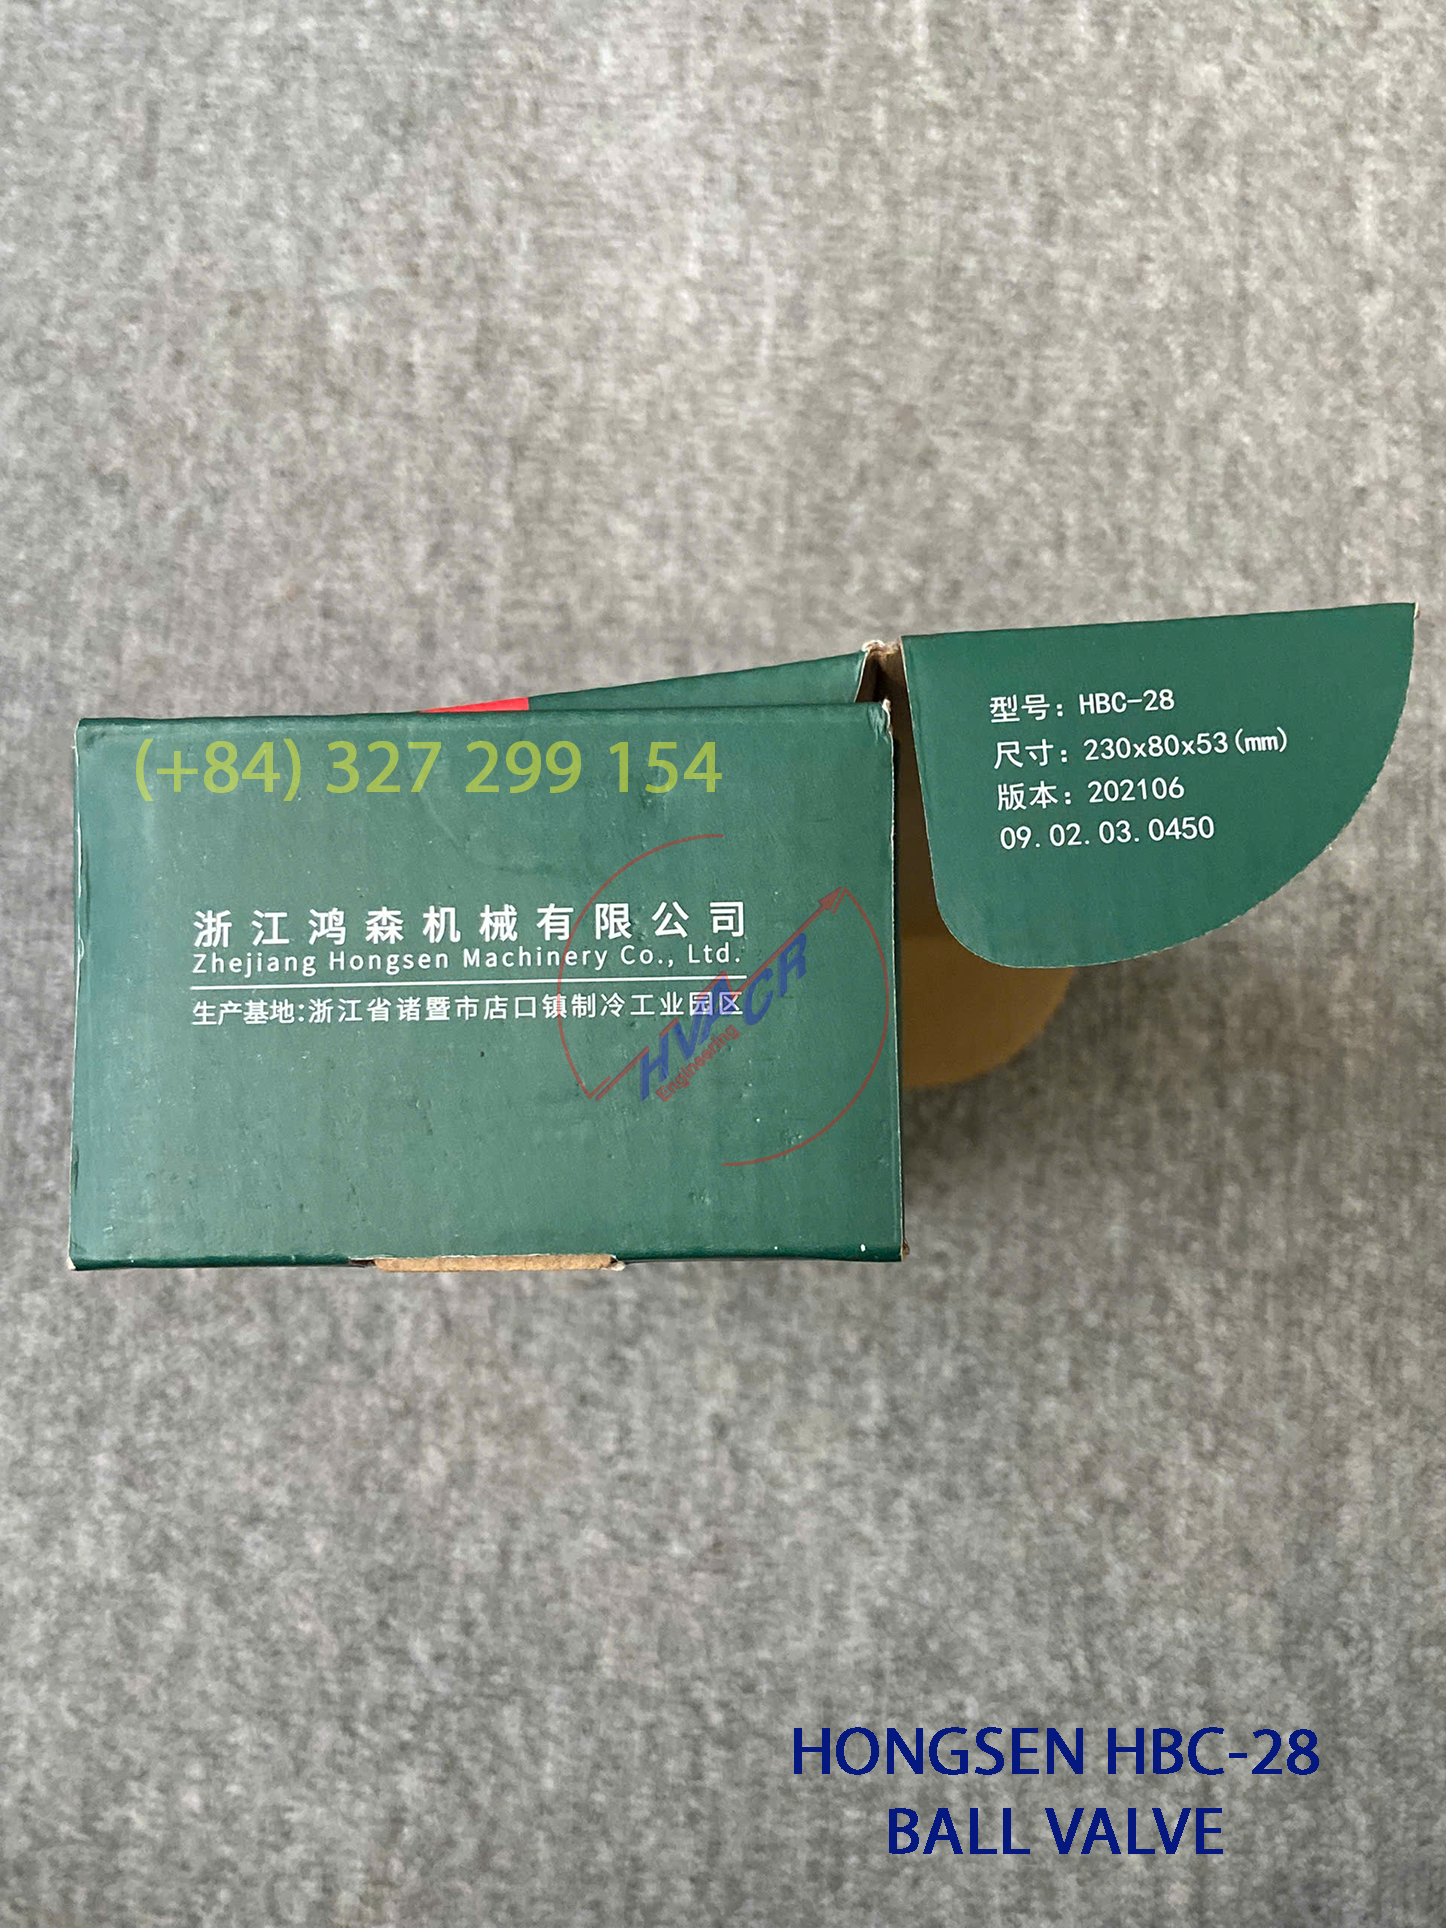 (+84) 327 299 154
浙江鸿森机械有限公司
Zhejiang Hongsen Machinery Co., Ltd.
生产基地:浙江省诸暨市店口镇制冷工业园区
HVACR
Engineering
型号: HBC-28
尺寸: 230x80x53(mm)
版本: 202106
09.02.03.0450
HONGSEN HBC-28
BALL VALVE